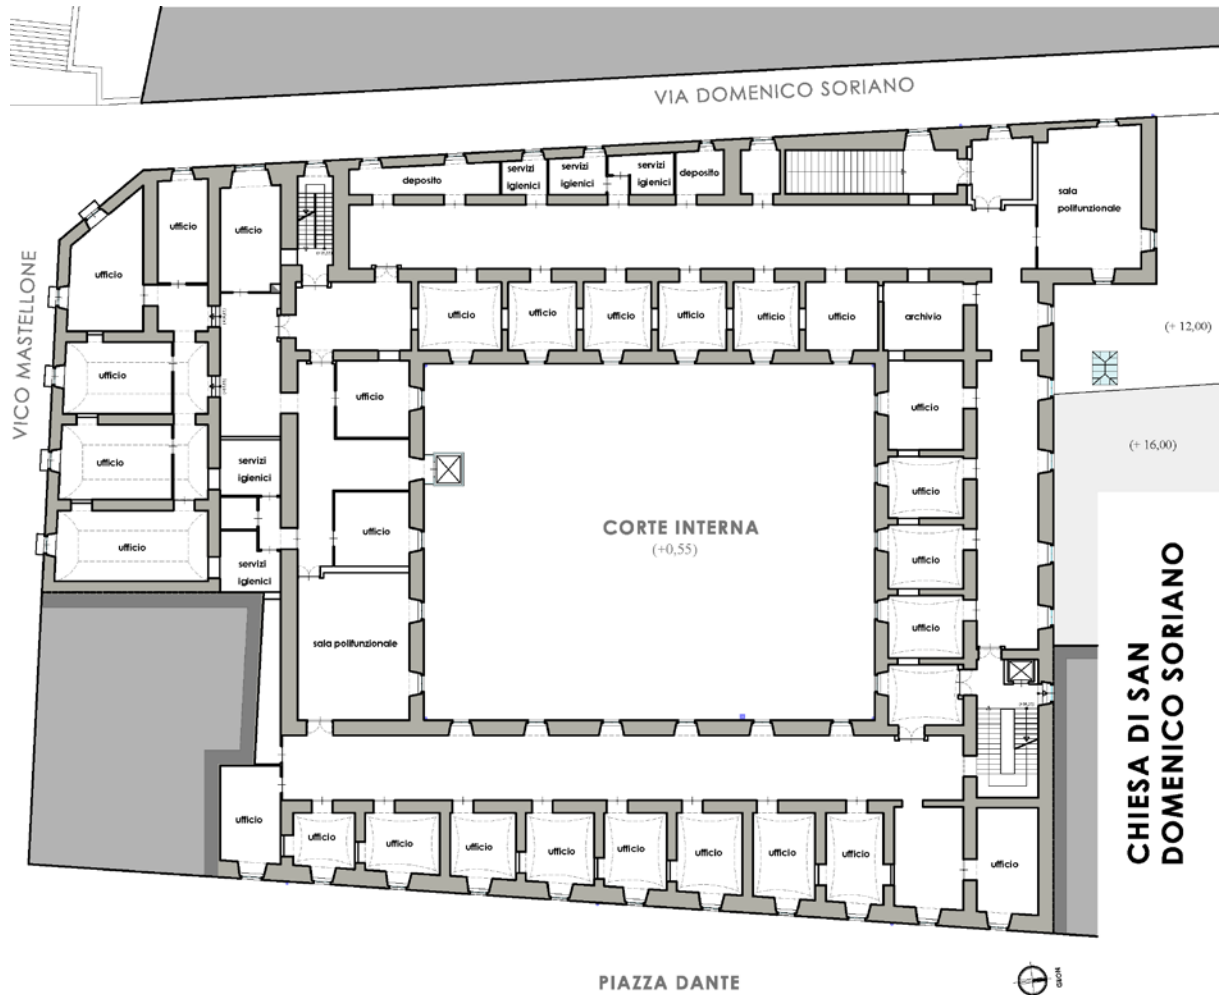 VIA DOMENICO SORIANO
servizi
igienici
servizi
igienici
servizi
igienici
deposito
deposito
sala
polifunzionale
ufficio
ufficio
ufficio
VICO MASTELLONE
ufficio
ufficio
ufficio
ufficio
ufficio
ufficio
archivio
(+ 12,00)
ufficio
ufficio
ufficio
(+ 16,00)
ufficio
servizi
igienici
ufficio
CORTE INTERNA
(+0,55)
ufficio
ufficio
ufficio
servizi
igienici
ufficio
sala polifunzionale
CHIESA DI SAN
DOMENICO SORIANO
ufficio
ufficio
ufficio
ufficio
ufficio
ufficio
ufficio
ufficio
ufficio
ufficio
PIAZZA DANTE
NORD